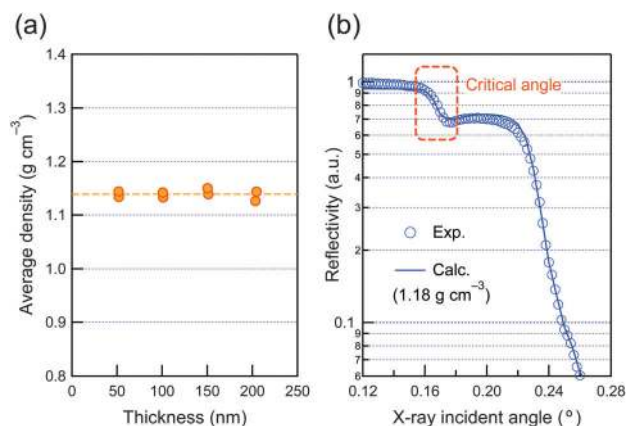 (a)
1.4
1.3
1.2
1.1
1.0
0.9
0.8
0 50 100 150 200 250
Average density (g cm⁻³)
Thickness (nm)
(b)
1
9
8
7
6
5
4
3
2
0.1
9
8
7
6
0.12 0.16 0.20 0.24 0.28
Reflectivity (a.u.)
X-ray incident angle (°)
Critical angle
Exp.
Calc.
(1.18 g cm⁻³)